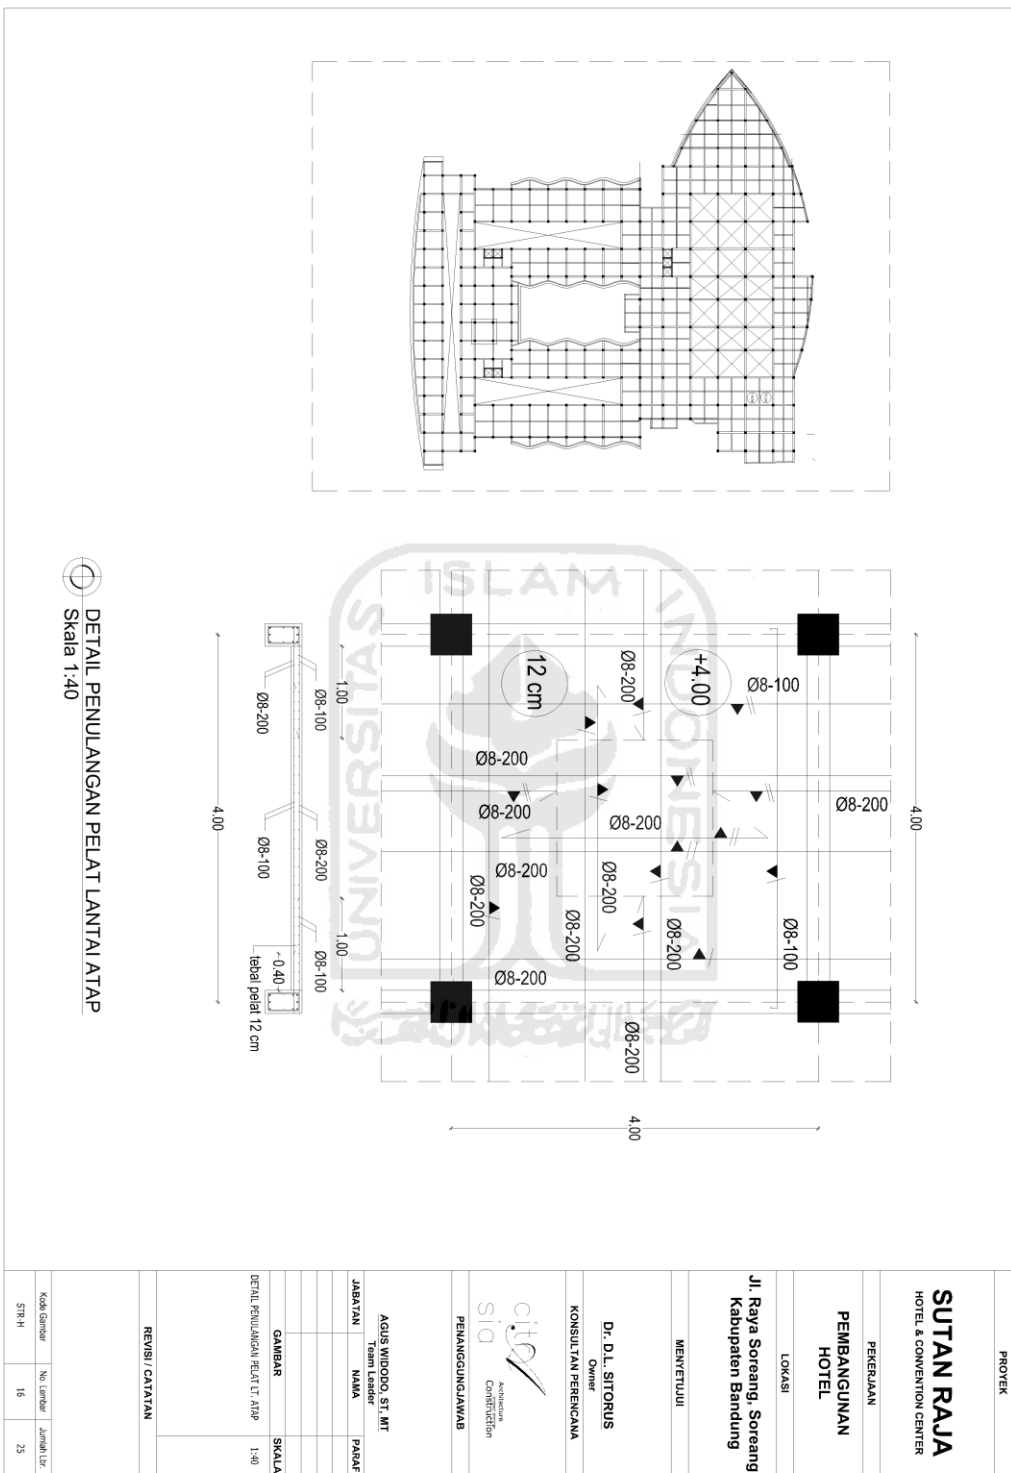 PROYEK
SUTAN RAJA
HOTEL & CONVENTION CENTER
PEKERJAAN
PEMBANGUNAN
HOTEL
LOKASI
Jl. Raya Soreang, Soreang
Kabupaten Bandung
MENYETUJUI
Dr. D.L. SITORUS
Owner
KONSULTAN PERENCANA
citra
sia
Architecture
Construction
PENANGGUNGJAWAB
AGUS WIDODO, ST, MT
Team Leader
JABATAN NAMA PARAF
GAMBAR SKALA
DETAIL PENULANGAN PELAT LT. ATAP 1:40
REVISI / CATATAN
Kode Gambar No. Lembar Jumlah Lbr.
STR-H 16 25
4.00
Ø8-200
Ø8-100
Ø8-100
+4.00
Ø8-200
Ø8-200
Ø8-200
Ø8-200
Ø8-200
Ø8-200
12 cm
Ø8-200
Ø8-200
Ø8-200
Ø8-200
Ø8-200
Ø8-200
4.00
1.00
1.00
Ø8-100
Ø8-200
Ø8-100
Ø8-200
Ø8-100
-0.40
tebal pelat 12 cm
4.00
DETAIL PENULANGAN PELAT LANTAI ATAP
Skala 1:40
UNIVERSITAS
ISLAM
INDONESIA